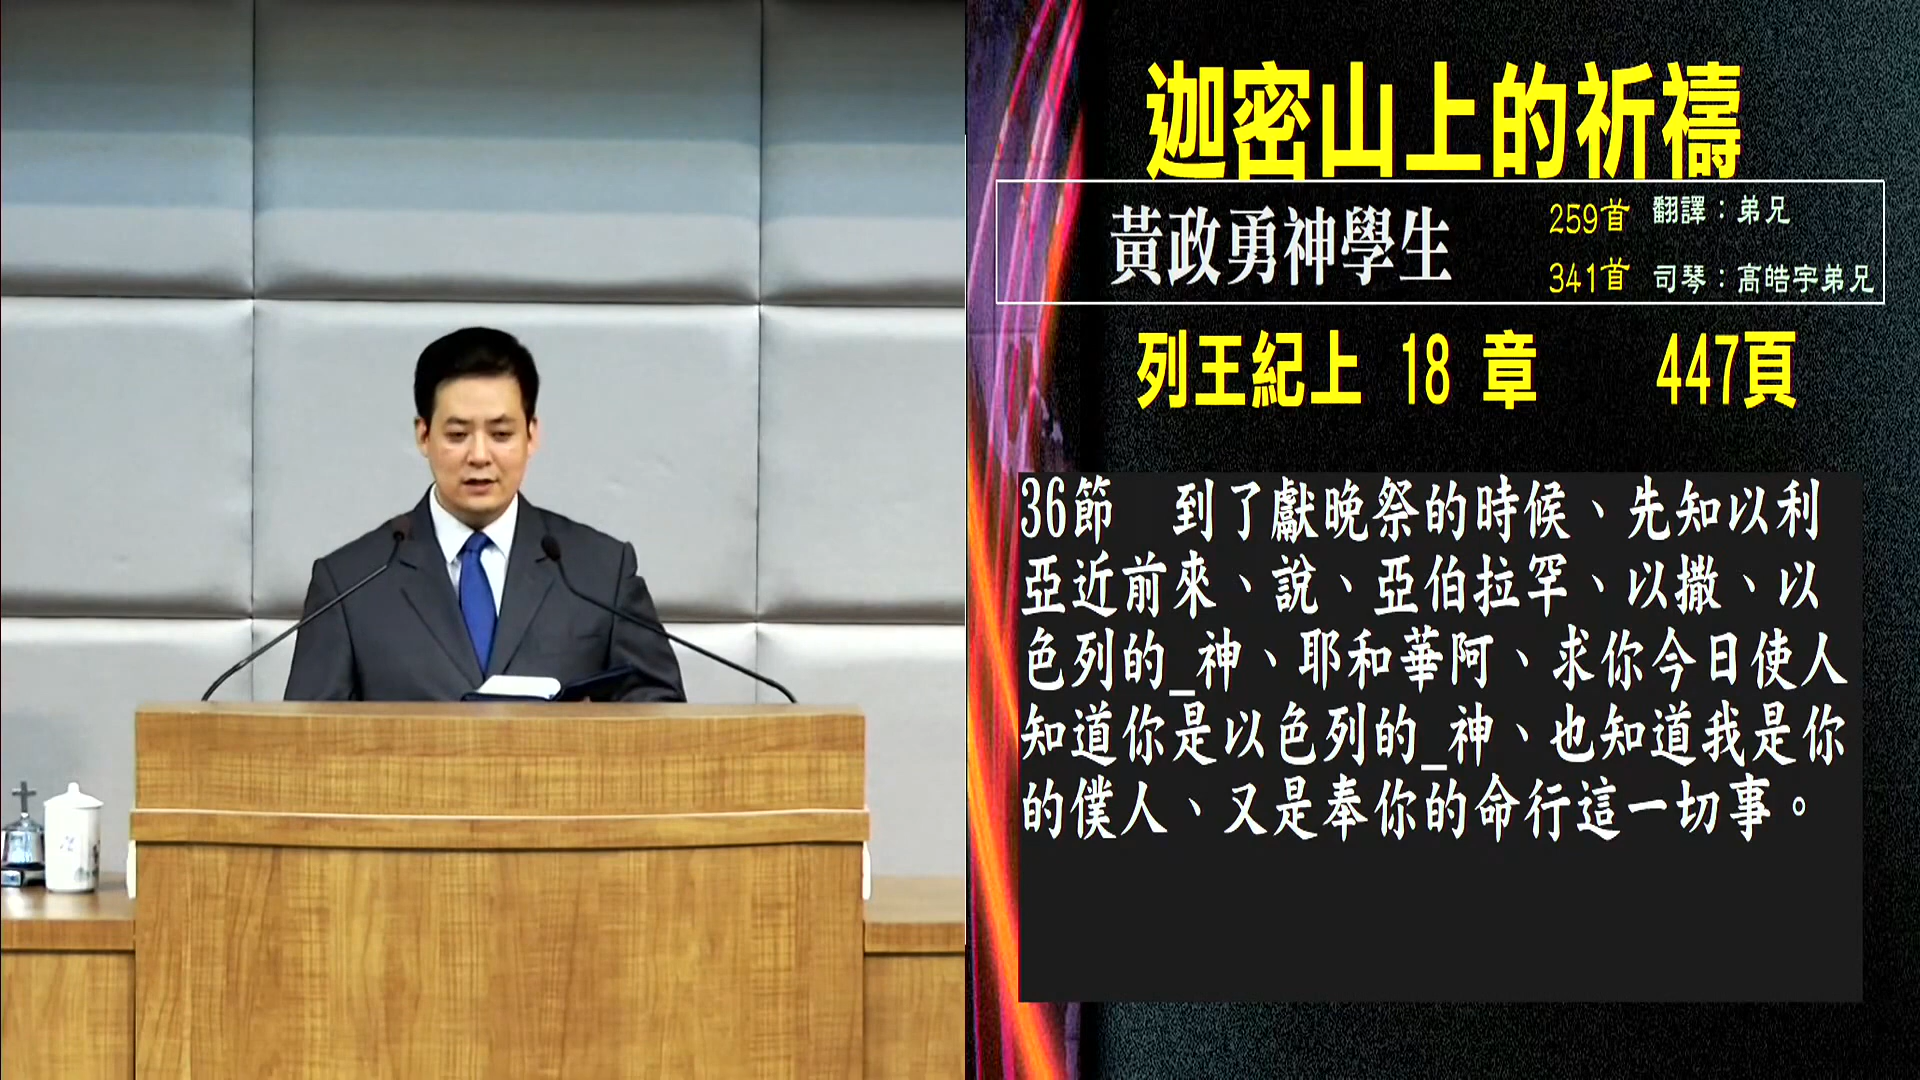 迦密山上的祈禱
黃政勇神學生
259首 翻譯：弟兄
341首 司琴：高皓宇弟兄
列王紀上 18 章 447頁
36節 到了獻晚祭的時候、先知以利
亞近前來、說、亞伯拉罕、以撒、以
色列的_神、耶和華阿、求你今日使人
知道你是以色列的_神、也知道我是你
的僕人、又是奉你的命行這一切事。